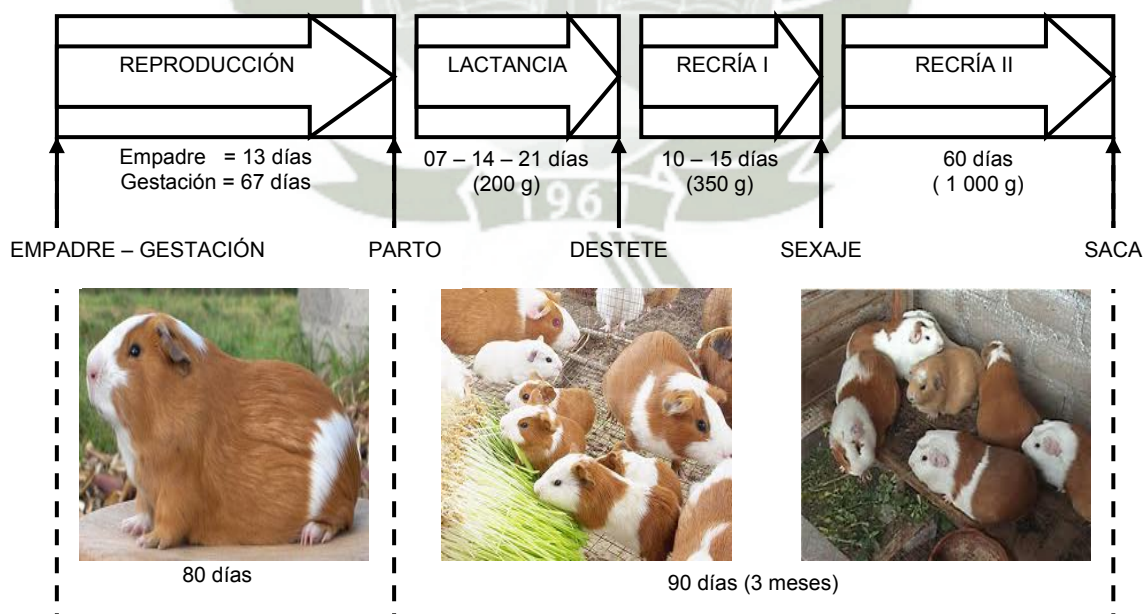 REPRODUCCIÓN
LACTANCIA
RECRÍA I
RECRÍA II
Empadre = 13 días
Gestación = 67 días
07 – 14 – 21 días
(200 g)
10 – 15 días
(350 g)
60 días
( 1 000 g)
196
EMPADRE – GESTACIÓN
PARTO
DESTETE
SEXAJE
SACA
80 días
90 días (3 meses)